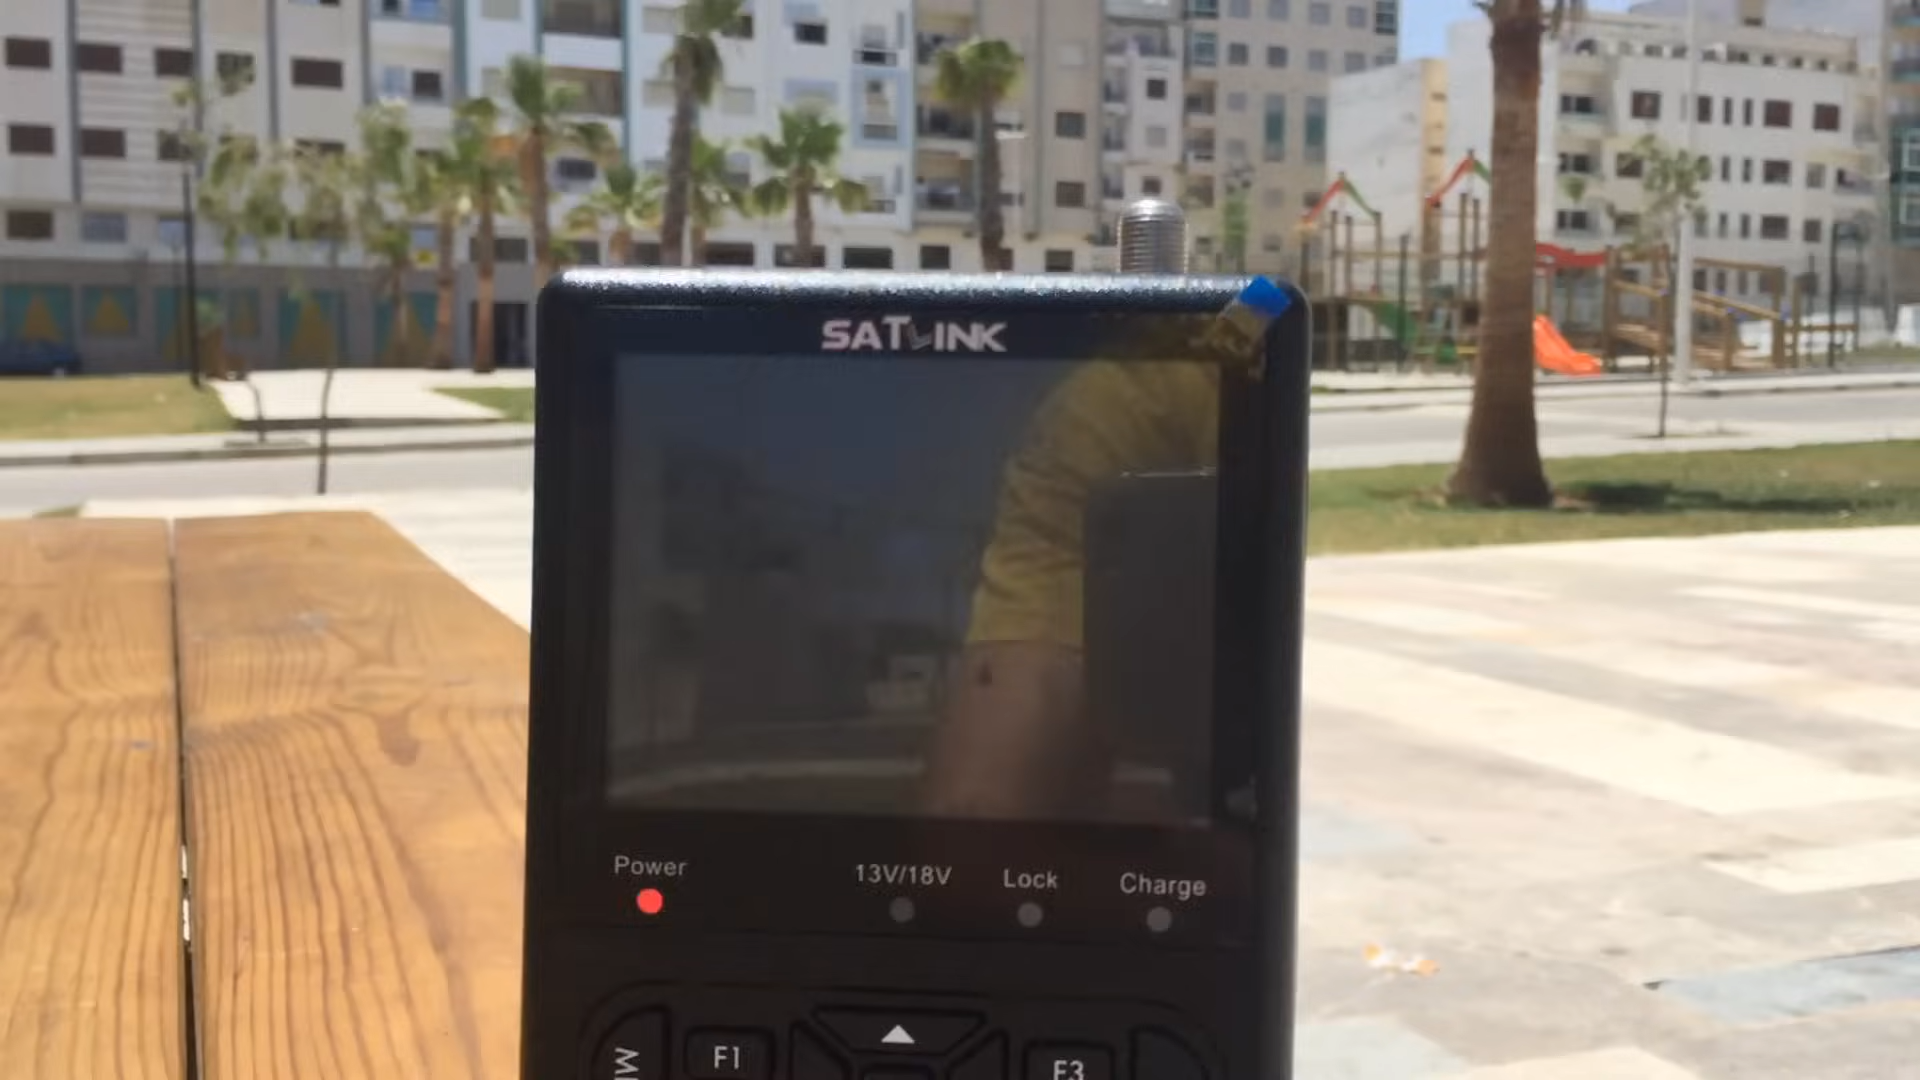 SATLINK
Power
13V/18V
Lock
Charge
F1
F3